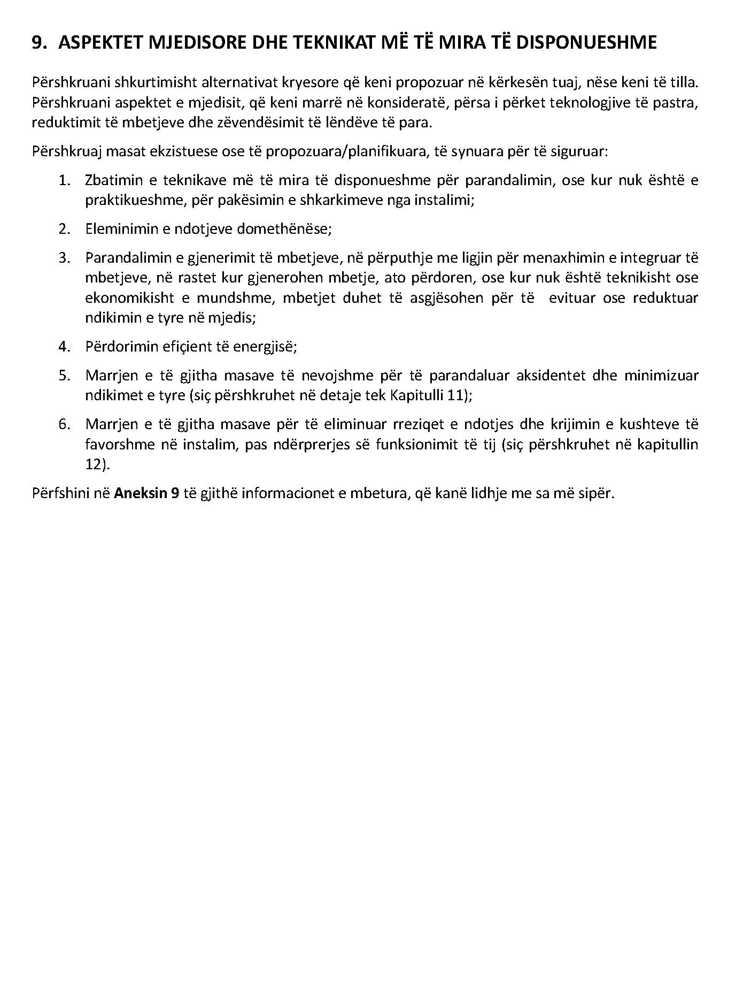 9. ASPEKTET MJEDISORE DHE TEKNIKAT MË TË MIRA TË DISPONUESHME
Përshkruani shkurtimisht alternativat kryesore që keni propozuar në kërkesën tuaj, nëse keni të tilla.
Përshkruani aspektet e mjedisit, që keni marrë në konsideratë, përsa i përket teknologjive të pastra,
reduktimit të mbetjeve dhe zëvendësimit të lëndëve të para.
Përshkruaj masat ekzistuese ose të propozuara/planifikuara, të synuara për të siguruar:
1. Zbatimin e teknikave më të mira të disponueshme për parandalimin, ose kur nuk është e
praktikueshme, për pakësimin e shkarkimeve nga instalimi;
2. Eleminimin e ndotjeve domethënëse;
3. Parandalimin e gjenerimit të mbetjeve, në përputhje me ligjin për menaxhimin e integruar të
mbetjeve, në rastet kur gjenerohen mbetje, ato përdoren, ose kur nuk është teknikisht ose
ekonomikisht e mundshme, mbetjet duhet të asgjësohen për të evituar ose reduktuar
ndikimin e tyre në mjedis;
4. Përdorimin efiçient të energjisë;
5. Marrjen e të gjitha masave të nevojshme për të parandaluar aksidentet dhe minimizuar
ndikimet e tyre (siç përshkruhet në detaje tek Kapitulli 11);
6. Marrjen e të gjitha masave për të eliminuar rreziqet e ndotjes dhe krijimin e kushteve të
favorshme në instalim, pas ndërprerjes së funksionimit të tij (siç përshkruhet në kapitullin
12).
Përfshini në Aneksin 9 të gjithë informacionet e mbetura, që kanë lidhje me sa më sipër.